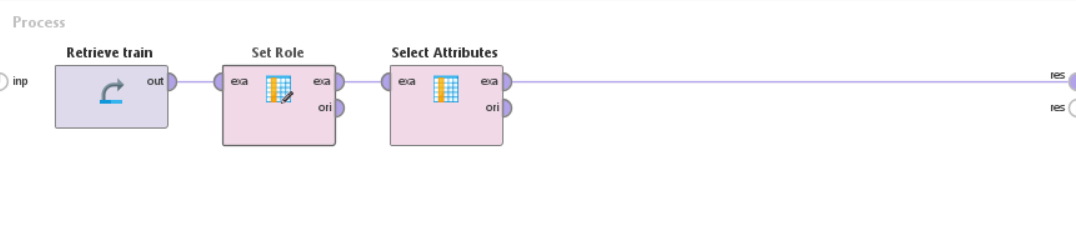 Process
Retrieve train
Set Role
Select Attributes
inp
out
exa
exa
exa
exa
res
ori
ori
res